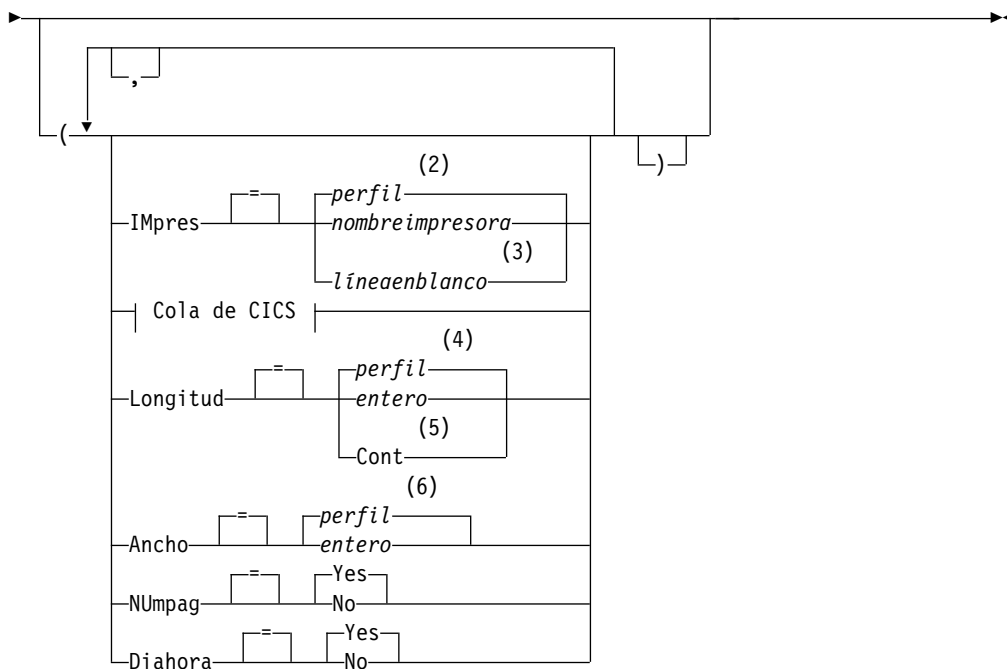 ,
(
)
(2)
=
perfil
IMpres
nombreimpresora
(3)
líneaenblanco
Cola de CICS
(4)
=
perfil
Longitud
entero
(5)
Cont
(6)
=
perfil
Ancho
entero
=
Yes
NUmpag
No
=
Yes
Diahora
No